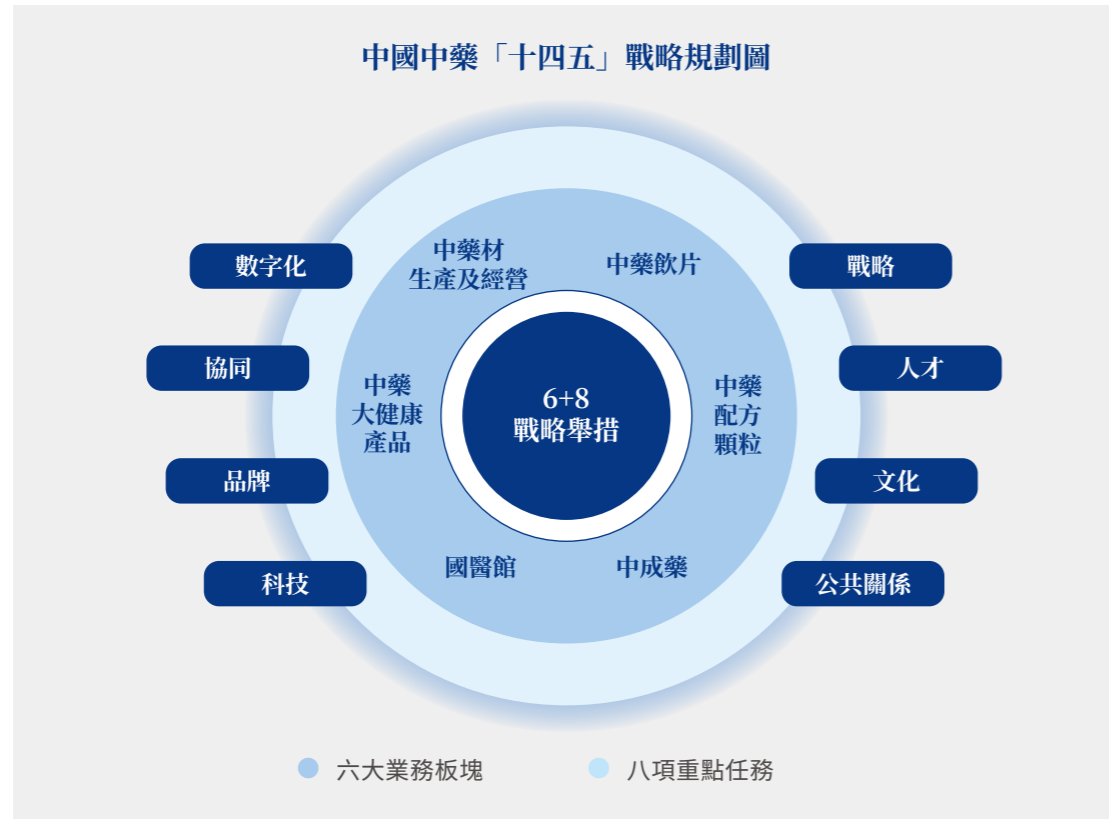 中國中藥「十四五」戰略規劃圖
中藥材
生產及經營
中藥飲片
數字化
戰略
協同
人才
中藥
大健康
產品
6+8
戰略舉措
中藥
配方
顆粒
品牌
文化
國醫館
中成藥
科技
公共關係
六大業務板塊
八項重點任務